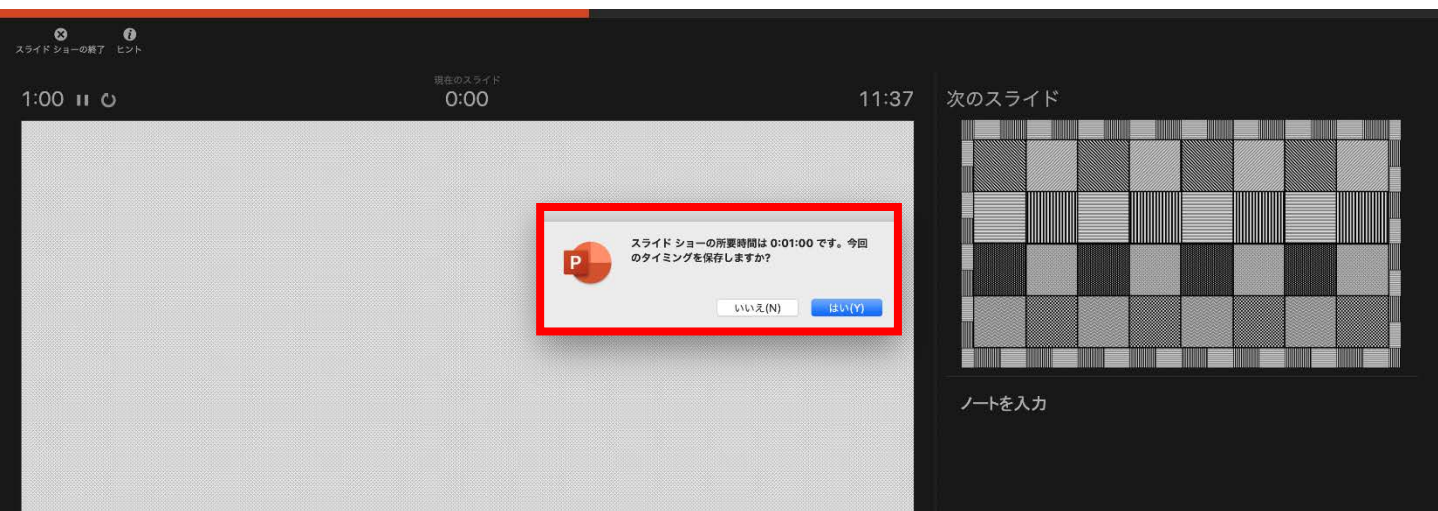 スライド ショーの終了 ヒント
現在のスライド
1:00 0:00 11:37
次のスライド
スライド ショーの所要時間は 0:01:00 です。今回
のタイミングを保存しますか?
P
いいえ(N) はい(Y)
ノートを入力